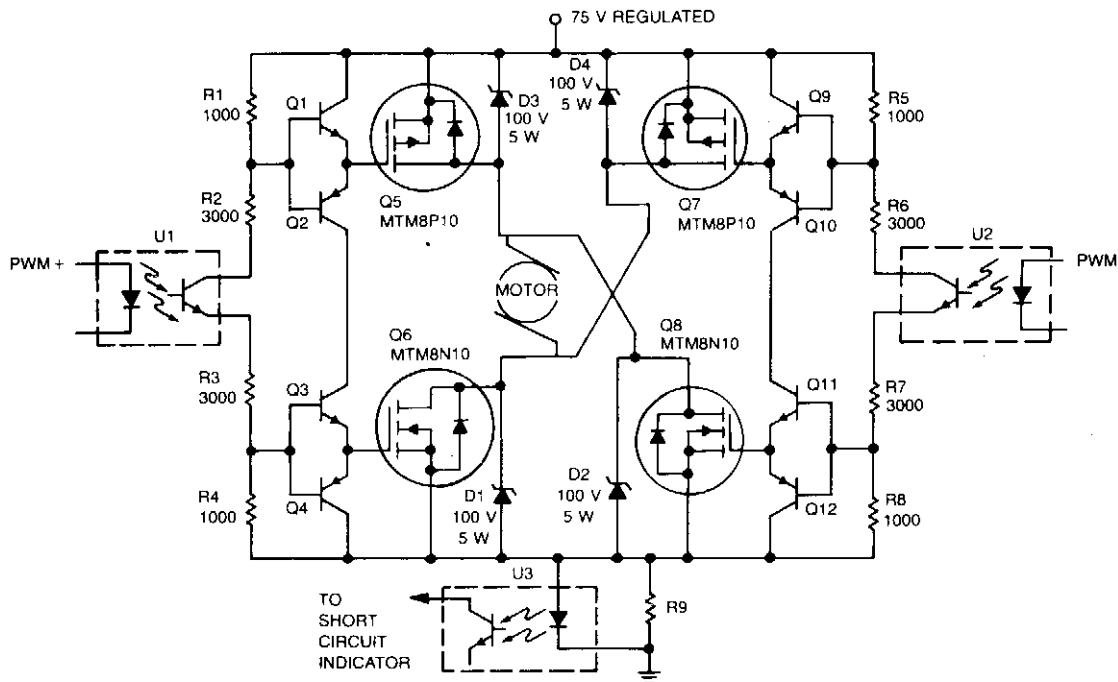 75 V REGULATED
R1
1000
Q1
D3
100 V
5 W
D4
100 V
5 W
Q9
R5
1000
R2
3000
Q2
Q5
MTM8P10
Q7
MTM8P10
Q10
R6
3000
U1
U2
PWM +
MOTOR
PWM
Q6
MTM8N10
Q8
MTM8N10
R3
3000
Q3
Q11
R7
3000
R4
1000
Q4
D1
100 V
5 W
D2
100 V
5 W
Q12
R8
1000
U3
TO
SHORT
CIRCUIT
INDICATOR
R9